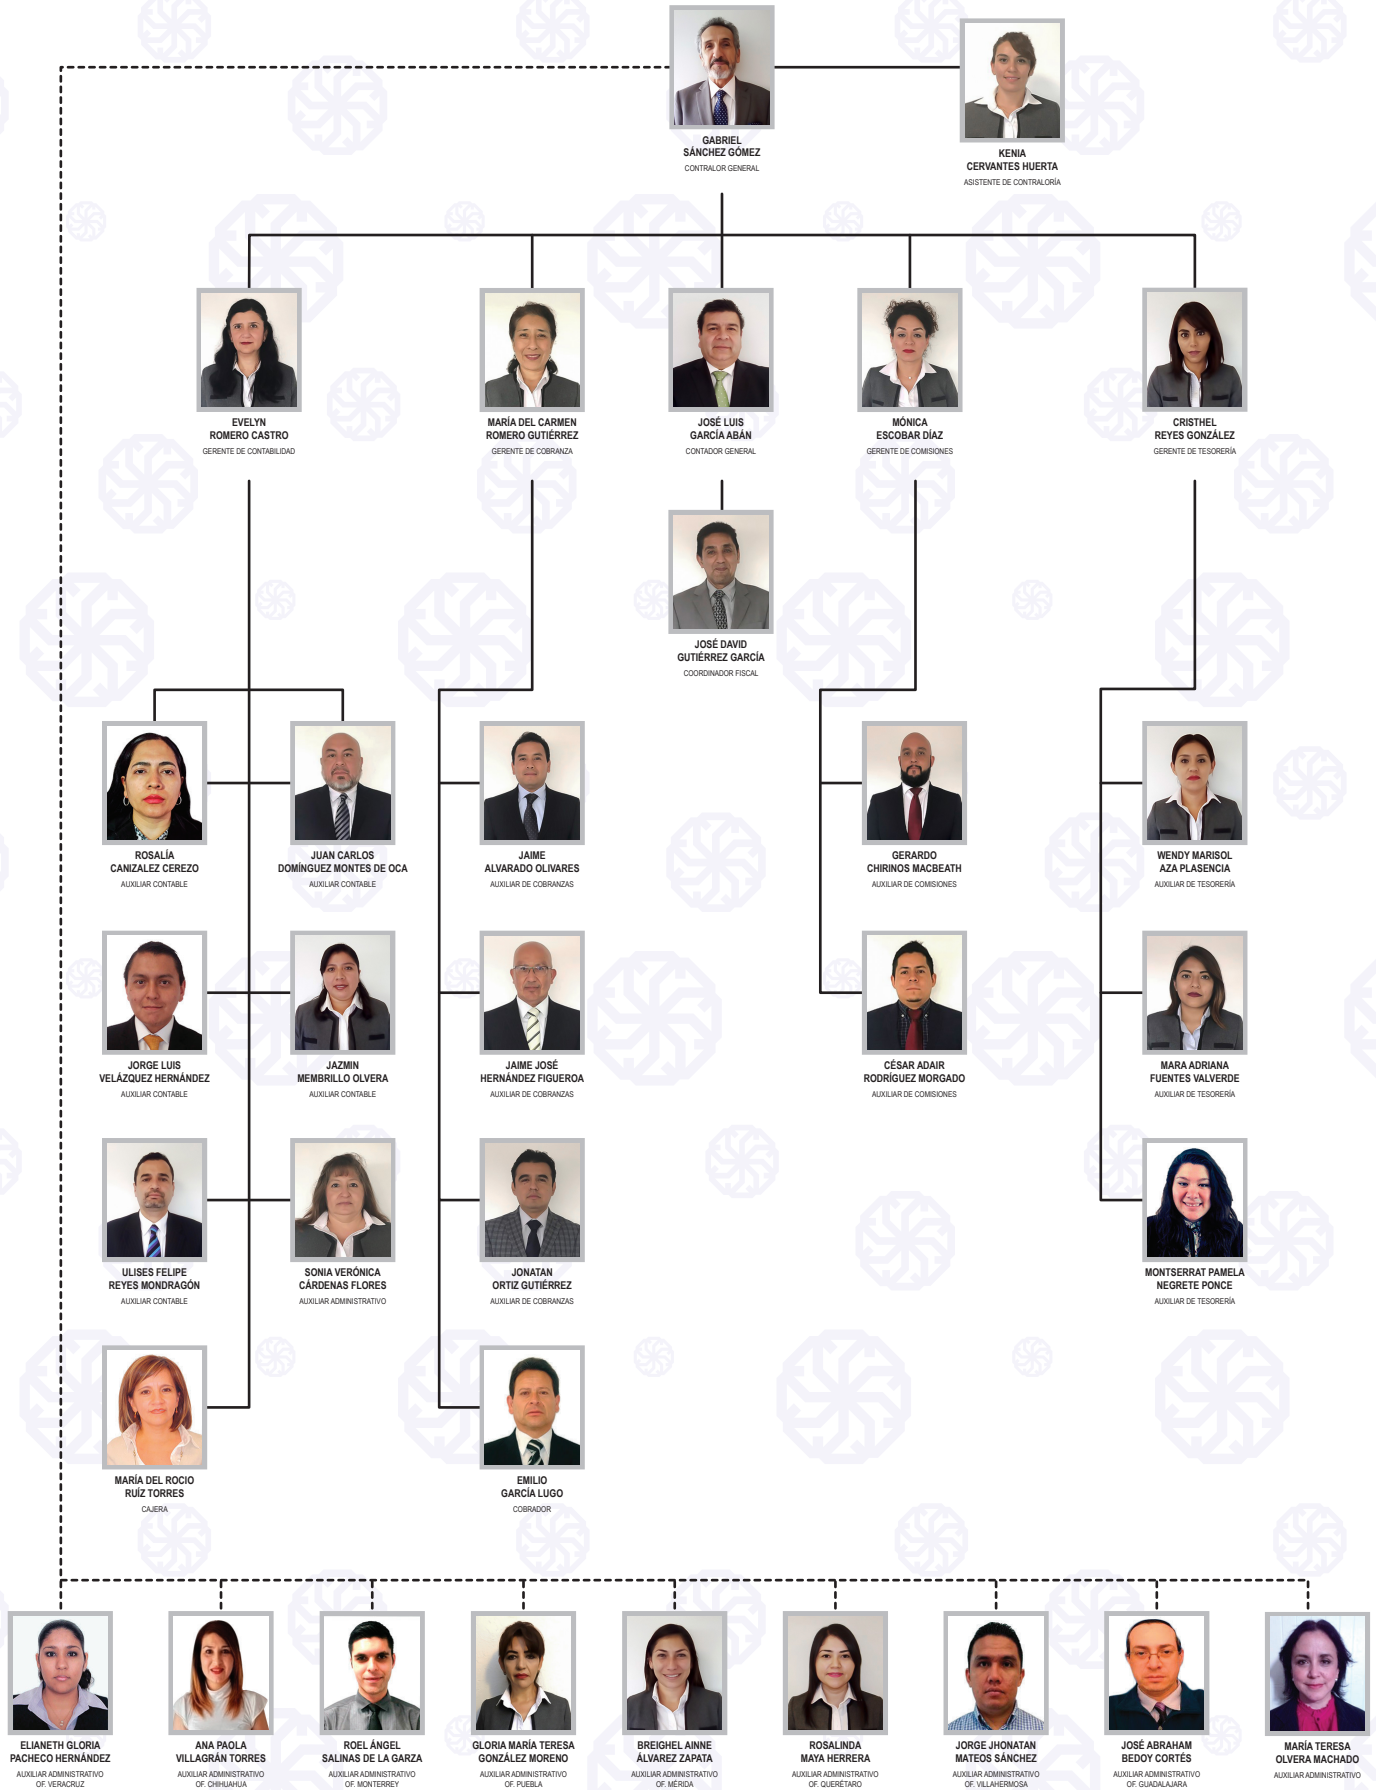 GABRIEL
SÁNCHEZ GÓMEZ
CONTRALOR GENERAL
KENIA
CERVANTES HUERTA
ASISTENTE DE CONTRALORÍA
EVELYN
ROMERO CASTRO
GERENTE DE CONTABILIDAD
MARÍA DEL CARMEN
ROMERO GUTIÉRREZ
GERENTE DE COBRANZA
JOSÉ LUIS
GARCÍA ABÁN
CONTADOR GENERAL
MÓNICA
ESCOBAR DÍAZ
GERENTE DE COMISIONES
CRISTHEL
REYES GONZÁLEZ
GERENTE DE TESORERÍA
JOSÉ DAVID
GUTIÉRREZ GARCÍA
COORDINADOR FISCAL
ROSALÍA
CANIZALEZ CEREZO
AUXILIAR CONTABLE
JUAN CARLOS
DOMÍNGUEZ MONTES DE OCA
AUXILIAR CONTABLE
JAIME
ALVARADO OLIVARES
AUXILIAR DE COBRANZAS
GERARDO
CHIRINOS MACBEATH
AUXILIAR DE COMISIONES
WENDY MARISOL
AZA PLASENCIA
AUXILIAR DE TESORERÍA
JORGE LUIS
VELÁZQUEZ HERNÁNDEZ
AUXILIAR CONTABLE
JAZMIN
MEMBRILLO OLVERA
AUXILIAR CONTABLE
JAIME JOSÉ
HERNÁNDEZ FIGUEROA
AUXILIAR DE COBRANZAS
CÉSAR ADAIR
RODRÍGUEZ MORGADO
AUXILIAR DE COMISIONES
MARA ADRIANA
FUENTES VALVERDE
AUXILIAR DE TESORERÍA
ULISES FELIPE
REYES MONDRAGÓN
AUXILIAR CONTABLE
SONIA VERÓNICA
CÁRDENAS FLORES
AUXILIAR ADMINISTRATIVO
JONATAN
ORTIZ GUTIÉRREZ
AUXILIAR DE COBRANZAS
MONTSERRAT PAMELA
NEGRETE PONCE
AUXILIAR DE TESORERÍA
MARÍA DEL ROCIO
RUÍZ TORRES
CAJERA
EMILIO
GARCÍA LUGO
COBRADOR
ELIANETH GLORIA
PACHECO HERNÁNDEZ
AUXILIAR ADMINISTRATIVO
OF. VERACRUZ
ANA PAOLA
VILLAGRÁN TORRES
AUXILIAR ADMINISTRATIVO
OF. CHIHUAHUA
ROEL ÁNGEL
SALINAS DE LA GARZA
AUXILIAR ADMINISTRATIVO
OF. MONTERREY
GLORIA MARÍA TERESA
GONZÁLEZ MORENO
AUXILIAR ADMINISTRATIVO
OF. PUEBLA
BREIGHEL AINNE
ÁLVAREZ ZAPATA
AUXILIAR ADMINISTRATIVO
OF. MÉRIDA
ROSALINDA
MAYA HERRERA
AUXILIAR ADMINISTRATIVO
OF. QUERÉTARO
JORGE JHONATAN
MATEOS SÁNCHEZ
AUXILIAR ADMINISTRATIVO
OF. VILLAHERMOSA
JOSÉ ABRAHAM
BEDOY CORTÉS
AUXILIAR ADMINISTRATIVO
OF. GUADALAJARA
MARÍA TERESA
OLVERA MACHADO
AUXILIAR ADMINISTRATIVO